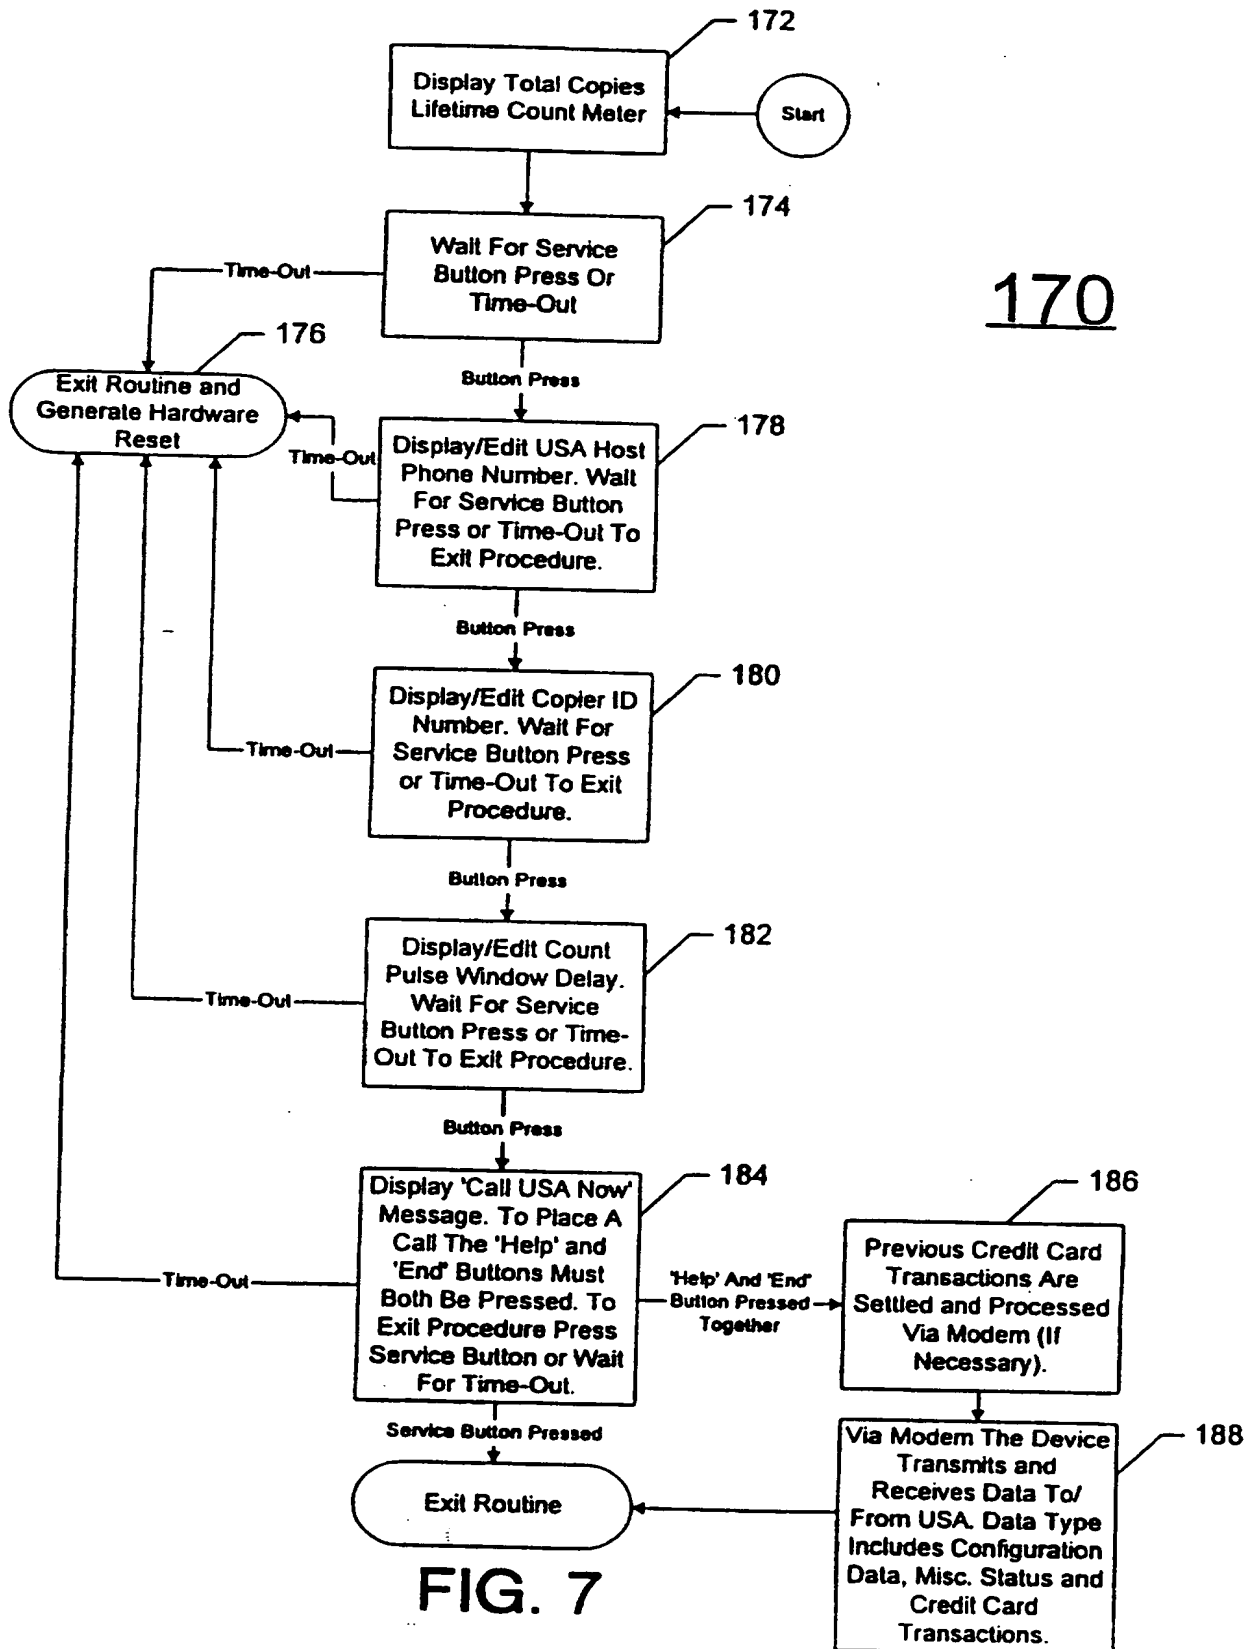 172
Display Total Copies
Lifetime Count Meter
Start
174
Wait For Service
Button Press Or
Time-Out
Time-Out
170
176
Exit Routine and
Generate Hardware
Reset
Button Press
178
Display/Edit USA Host
Phone Number. Wait
For Service Button
Press or Time-Out To
Exit Procedure.
Time-Out
Button Press
180
Display/Edit Copier ID
Number. Wait For
Service Button Press
or Time-Out To Exit
Procedure.
Time-Out
Button Press
182
Display/Edit Count
Pulse Window Delay.
Wait For Service
Button Press or Time-
Out To Exit Procedure.
Time-Out
Button Press
184
Display 'Call USA Now'
Message. To Place A
Call The 'Help' and
'End' Buttons Must
Both Be Pressed. To
Exit Procedure Press
Service Button or Wait
For Time-Out.
Time-Out
'Help' And 'End'
Button Pressed
Together
186
Previous Credit Card
Transactions Are
Settled and Processed
Via Modem (If
Necessary).
Service Button Pressed
188
Via Modem The Device
Transmits and
Receives Data To/
From USA. Data Type
Includes Configuration
Data, Misc. Status and
Credit Card
Transactions.
Exit Routine
FIG. 7